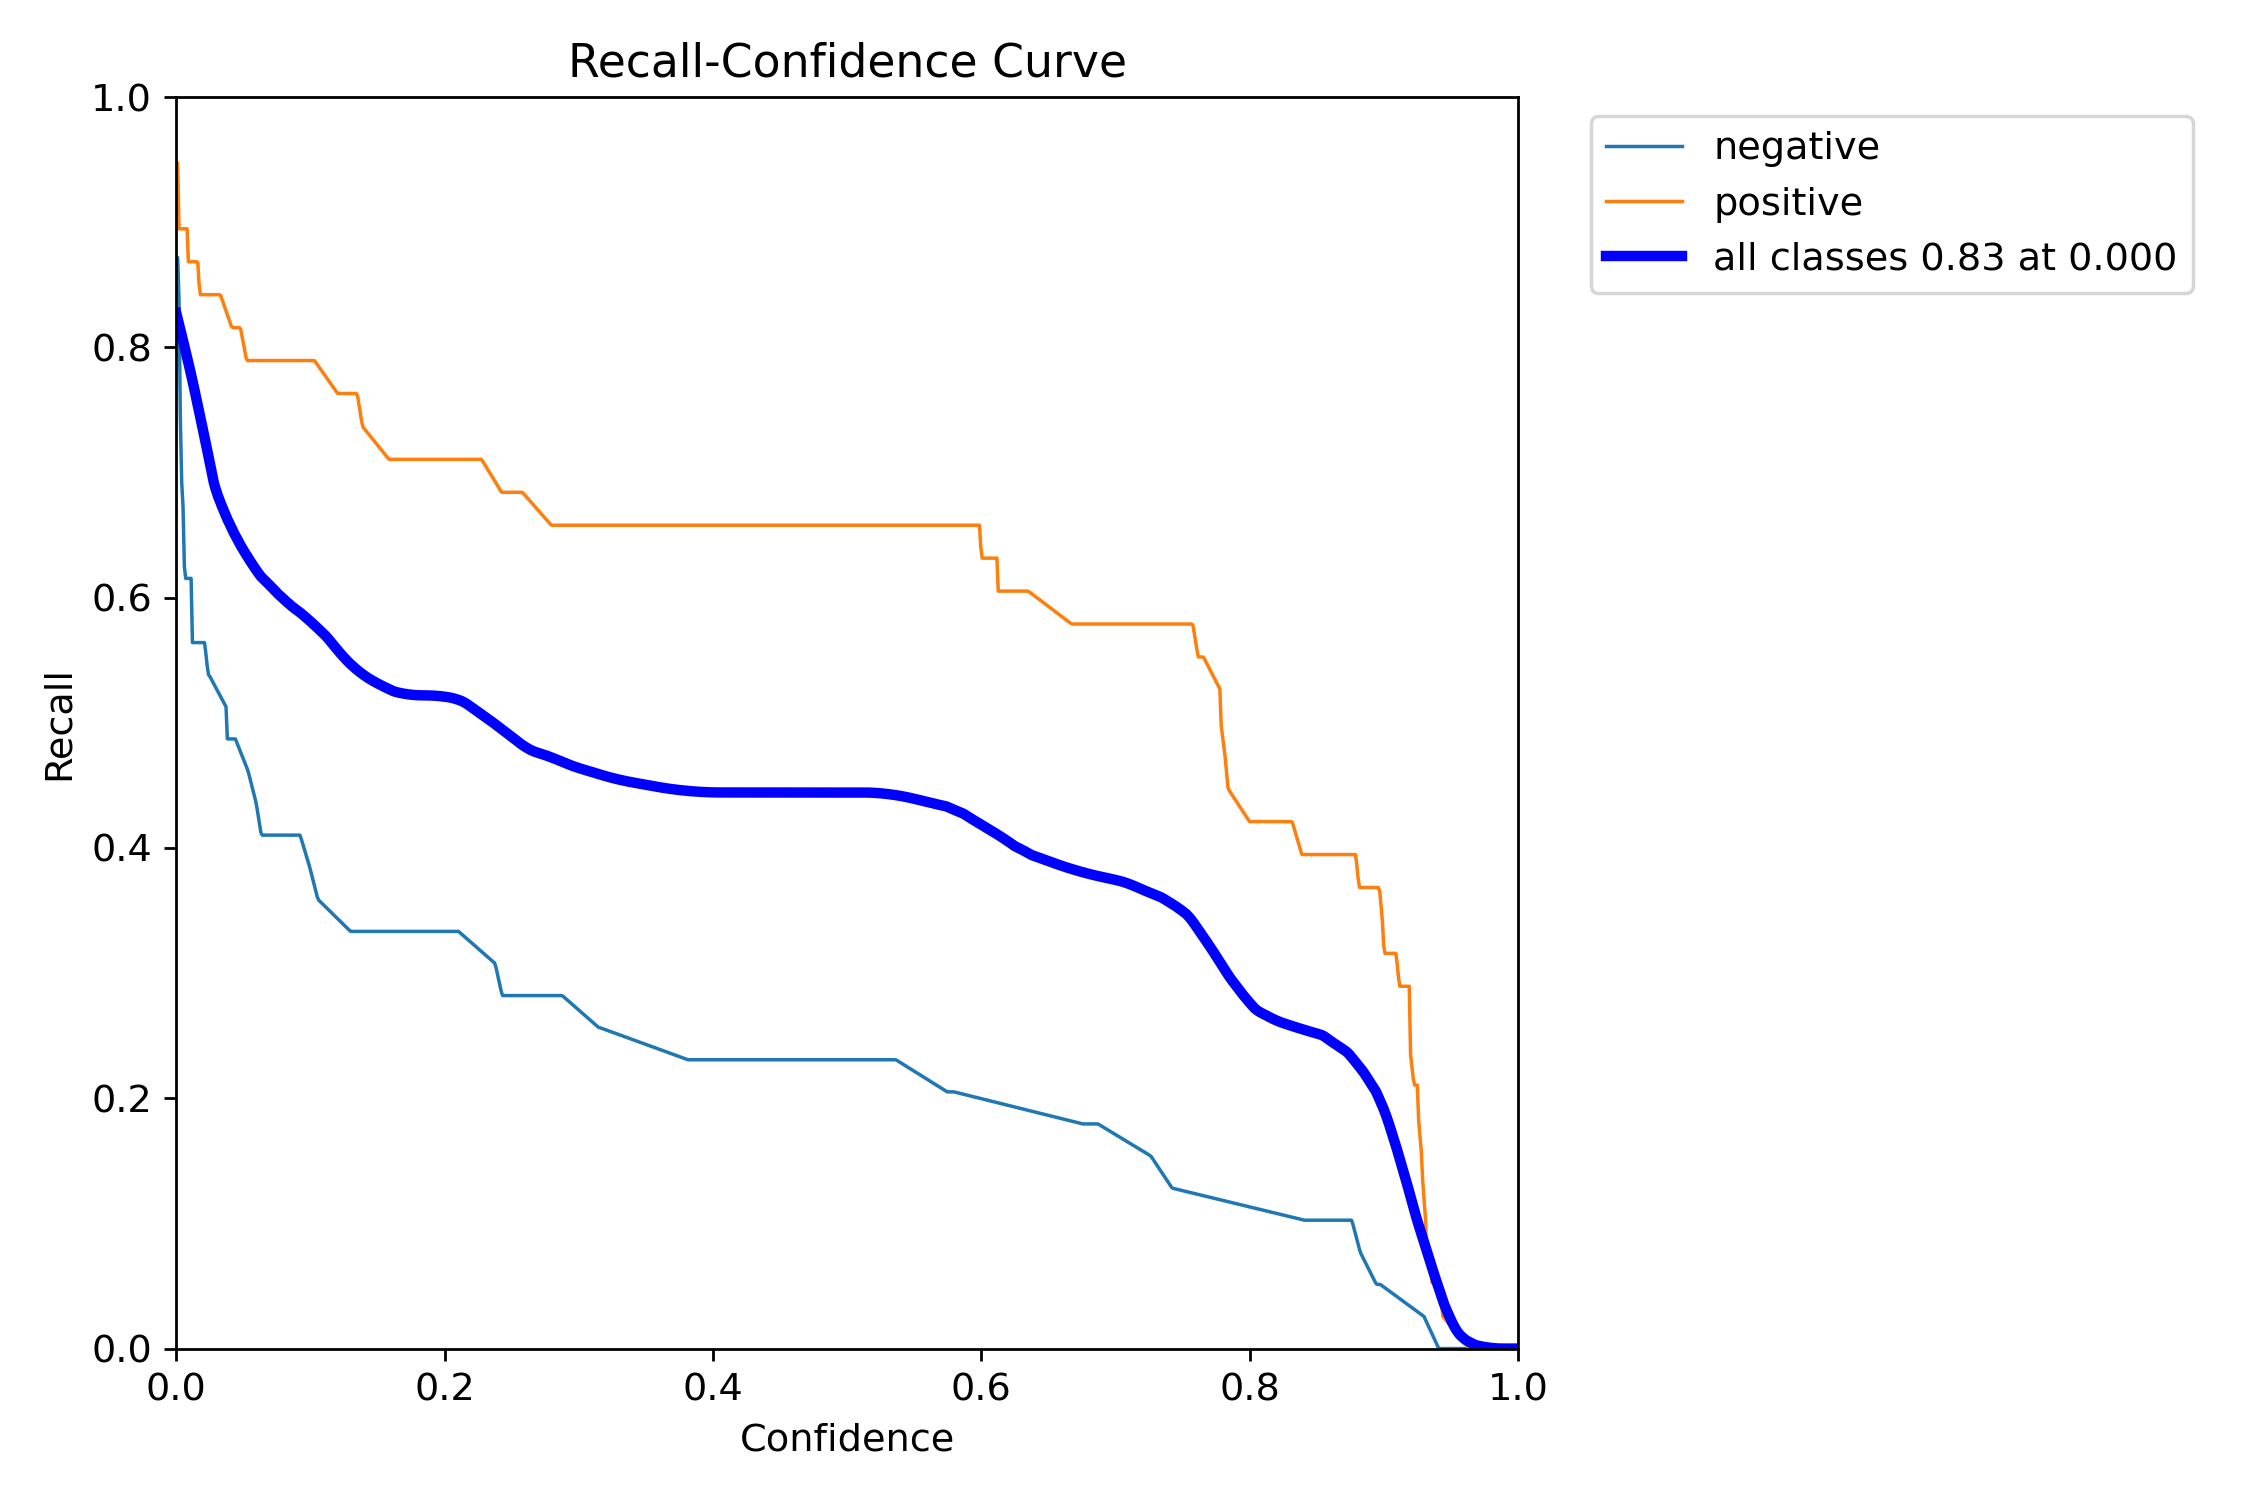 Recall-Confidence Curve
1.0
0.8
0.6
0.4
0.2
0.0
Recall
0.0 0.2 0.4 0.6 0.8 1.0
Confidence
negative
positive
all classes 0.83 at 0.000